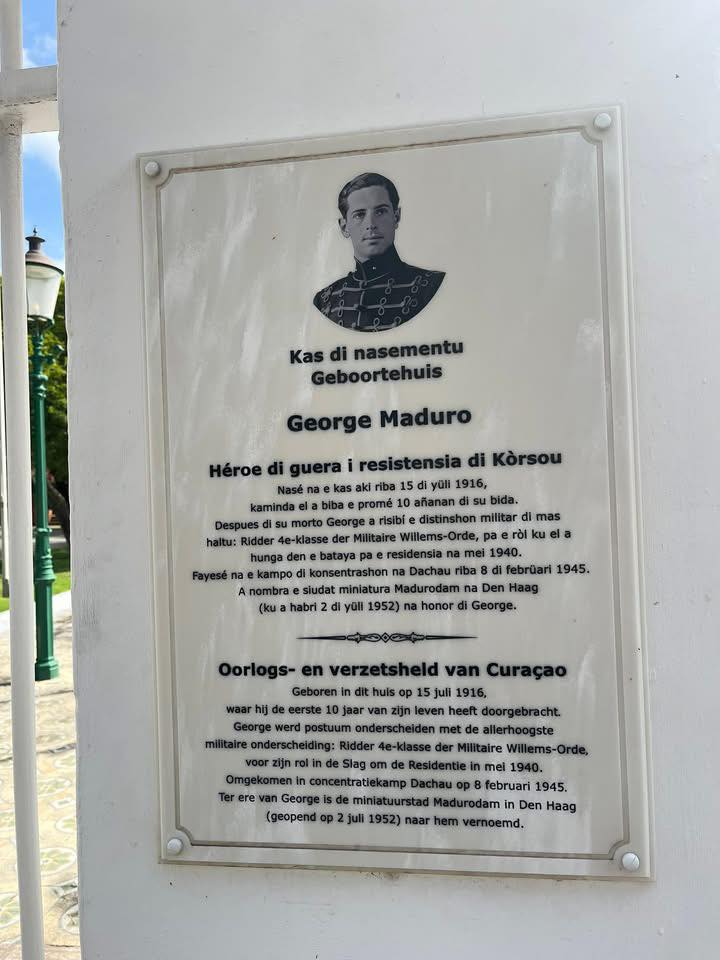 Kas di nasementu
Geboortehuis
George Maduro
Héroe di guera i resistensia di Kòrsou
Nasé na e kas aki riba 15 di yüli 1916,
kaminda el a biba e promé 10 añanan di su bida.
Despues di su morto George a risibí e distinshon militar di mas
haltu: Ridder 4e-klasse der Militaire Willems-Orde, pa e ròl ku el a
hunga den e bataya pa e residensia na mei 1940.
Fayesé na e kampo di konsentrashon na Dachau riba 8 di febrüari 1945.
A nombra e siudat miniatura Madurodam na Den Haag
(ku a habri 2 di yüli 1952) na honor di George.
Oorlogs- en verzetsheld van Curaçao
Geboren in dit huis op 15 juli 1916,
waar hij de eerste 10 jaar van zijn leven heeft doorgebracht.
George werd postuum onderscheiden met de allerhoogste
militaire onderscheiding: Ridder 4e-klasse der Militaire Willems-Orde,
voor zijn rol in de Slag om de Residentie in mei 1940.
Omgekomen in concentratiekamp Dachau op 8 februari 1945.
Ter ere van George is de miniatuurstad Madurodam in Den Haag
(geopend op 2 juli 1952) naar hem vernoemd.